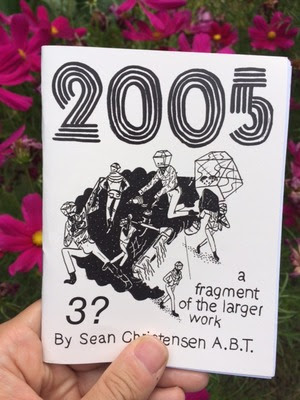 2005
a
fragment
of the larger
work
3?
By Sean Christensen A.B.T.